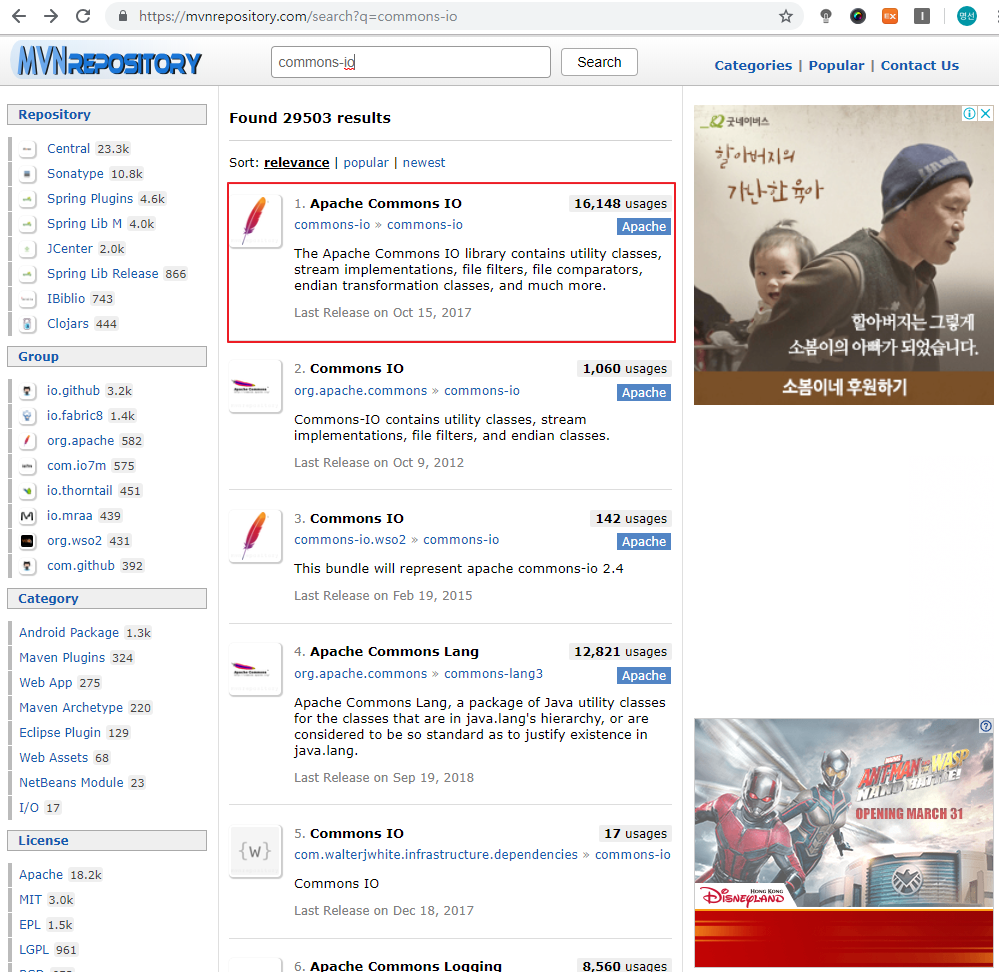 https://mvnrepository.com/search?q=commons-io
명선
MVNREPOSITORY
commons-io
Search
Categories | Popular | Contact Us
Repository
Central 23.3k
Sonatype 10.8k
Spring Plugins 4.6k
Spring Lib M 4.0k
JCenter 2.0k
Spring Lib Release 866
IBiblio 743
Clojars 444
Group
io.github 3.2k
io.fabric8 1.4k
org.apache 582
com.io7m 575
io.thorntail 451
io.mraa 439
org.wso2 431
com.github 392
Category
Android Package 1.3k
Maven Plugins 324
Web App 275
Maven Archetype 220
Eclipse Plugin 129
Web Assets 68
NetBeans Module 23
I/O 17
License
Apache 18.2k
MIT 3.0k
EPL 1.5k
LGPL 961
Found 29503 results
Sort: relevance | popular | newest
1. Apache Commons IO 16,148 usages
commons-io » commons-io Apache
The Apache Commons IO library contains utility classes,
stream implementations, file filters, file comparators,
endian transformation classes, and much more.
Last Release on Oct 15, 2017
2. Commons IO 1,060 usages
org.apache.commons » commons-io Apache
Commons-IO contains utility classes, stream
implementations, file filters, and endian classes.
Last Release on Oct 9, 2012
3. Commons IO 142 usages
commons-io.wso2 » commons-io Apache
This bundle will represent apache commons-io 2.4
Last Release on Feb 19, 2015
4. Apache Commons Lang 12,821 usages
org.apache.commons » commons-lang3 Apache
Apache Commons Lang, a package of Java utility classes
for the classes that are in java.lang's hierarchy, or are
considered to be so standard as to justify existence in
java.lang.
Last Release on Sep 19, 2018
{w}
5. Commons IO 17 usages
com.walterjwhite.infrastructure.dependencies » commons-io
Commons IO
Last Release on Dec 18, 2017
6. Apache Commons Logging 8,560 usages
굿네이버스
할아버지의
가난한 육아
할아버지는 그렇게
소봄이의 아빠가 되었습니다.
소봄이네 후원하기
MARVEL
ANT-MAN AND THE WASP
NANO BATTLE!
OPENING MARCH 31
HONG KONG
DISNEYLAND